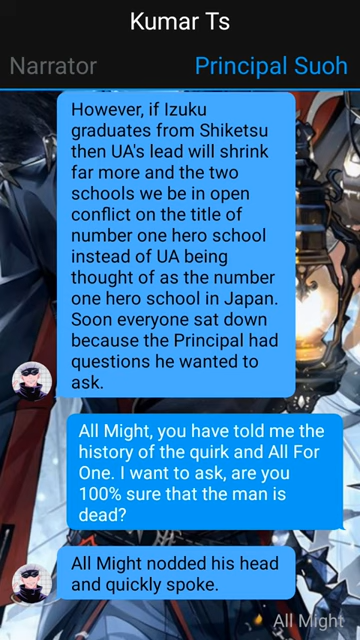 Kumar Ts
Narrator
Principal Suoh
However, if Izuku
graduates from Shiketsu
then UA's lead will shrink
far more and the two
schools we be in open
conflict on the title of
number one hero school
instead of UA being
thought of as the number
one hero school in Japan.
Soon everyone sat down
because the Principal had
questions he wanted to
ask.
All Might, you have told me the
history of the quirk and All For
One. I want to ask, are you
100% sure that the man is
dead?
All Might nodded his head
and quickly spoke.
All Might